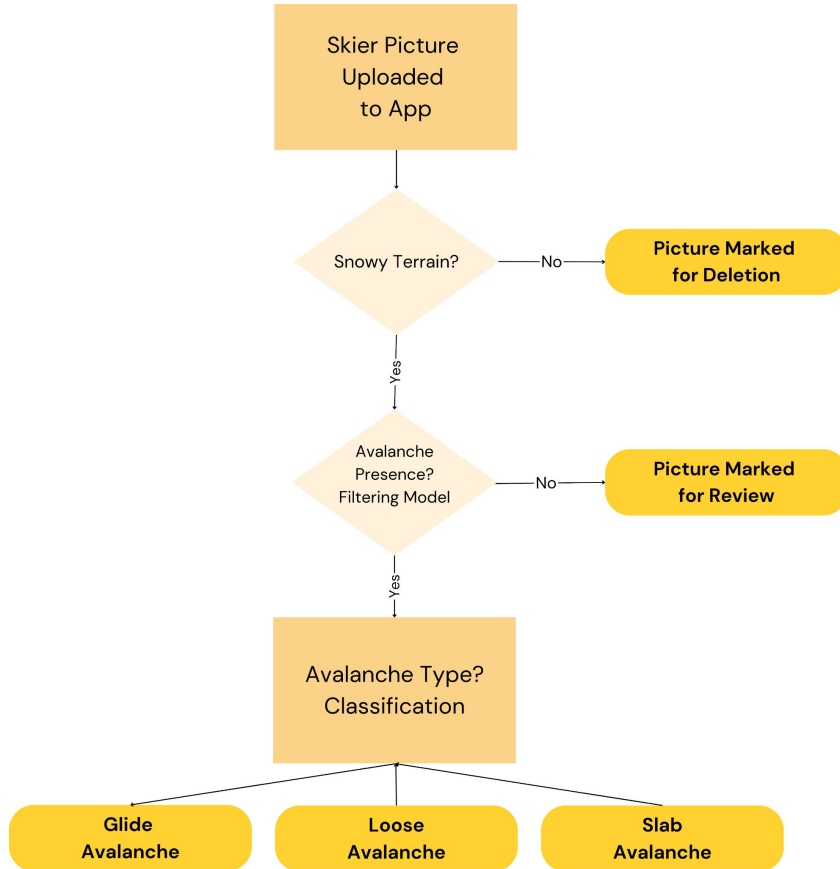 Skier Picture
Uploaded
to App
Snowy Terrain?
No
Picture Marked
for Deletion
Yes
Avalanche
Presence?
Filtering Model
No
Picture Marked
for Review
Yes
Avalanche Type?
Classification
Glide
Avalanche
Loose
Avalanche
Slab
Avalanche